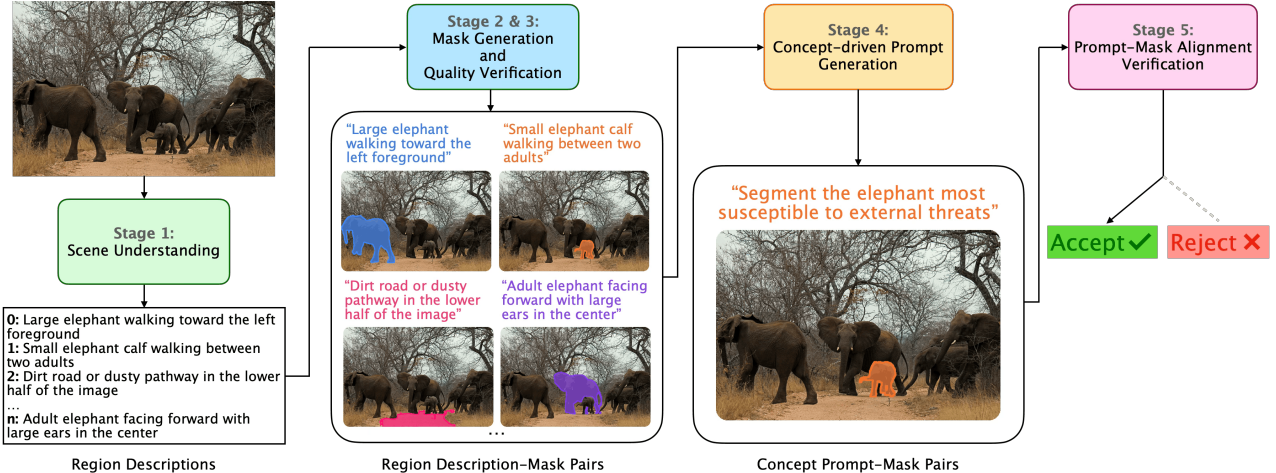 Stage 1:
Scene Understanding
0: Large elephant walking toward the left
foreground
1: Small elephant calf walking between
two adults
2: Dirt road or dusty pathway in the lower
half of the image
...
n: Adult elephant facing forward with
large ears in the center
Region Descriptions
Stage 2 & 3:
Mask Generation
and
Quality Verification
“Large elephant
walking toward the
left foreground”
“Small elephant calf
walking between two
adults”
“Dirt road or dusty
pathway in the lower
half of the image”
“Adult elephant facing
forward with large
ears in the center”
...
Region Description-Mask Pairs
Stage 4:
Concept-driven Prompt
Generation
“Segment the elephant most
susceptible to external threats”
Concept Prompt-Mask Pairs
Stage 5:
Prompt-Mask Alignment
Verification
Accept ✓
Reject ✕